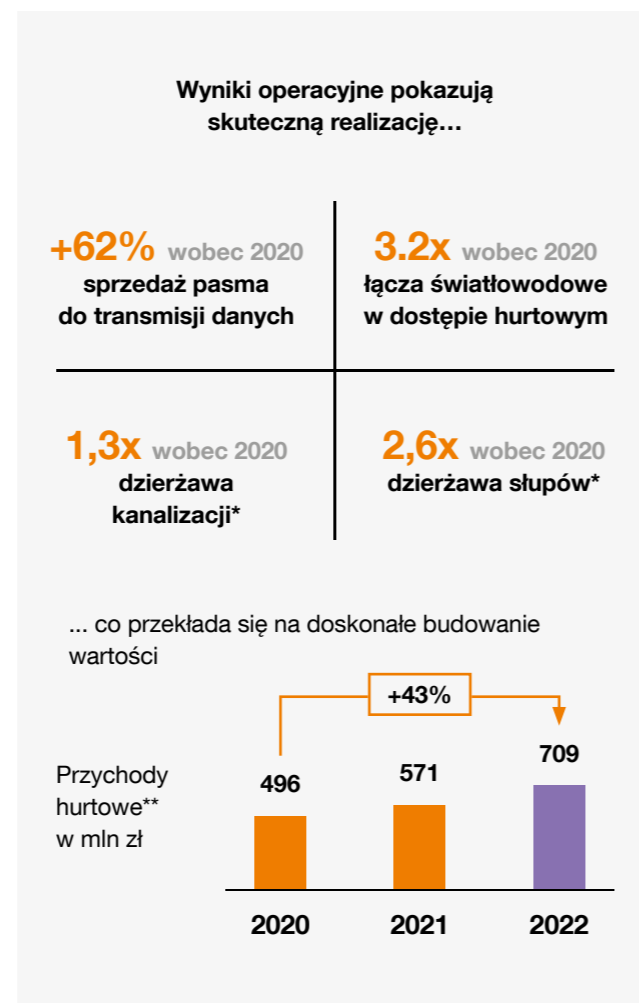 Wyniki operacyjne pokazują
skuteczną realizację…
+62% wobec 2020
sprzedaż pasma
do transmisji danych
3.2x wobec 2020
łącza światłowodowe
w dostępie hurtowym
1,3x wobec 2020
dzierżawa
kanalizacji*
2,6x wobec 2020
dzierżawa słupów*
... co przekłada się na doskonałe budowanie
wartości
+43%
Przychody
hurtowe**
w mln zł
496
571
709
2020
2021
2022